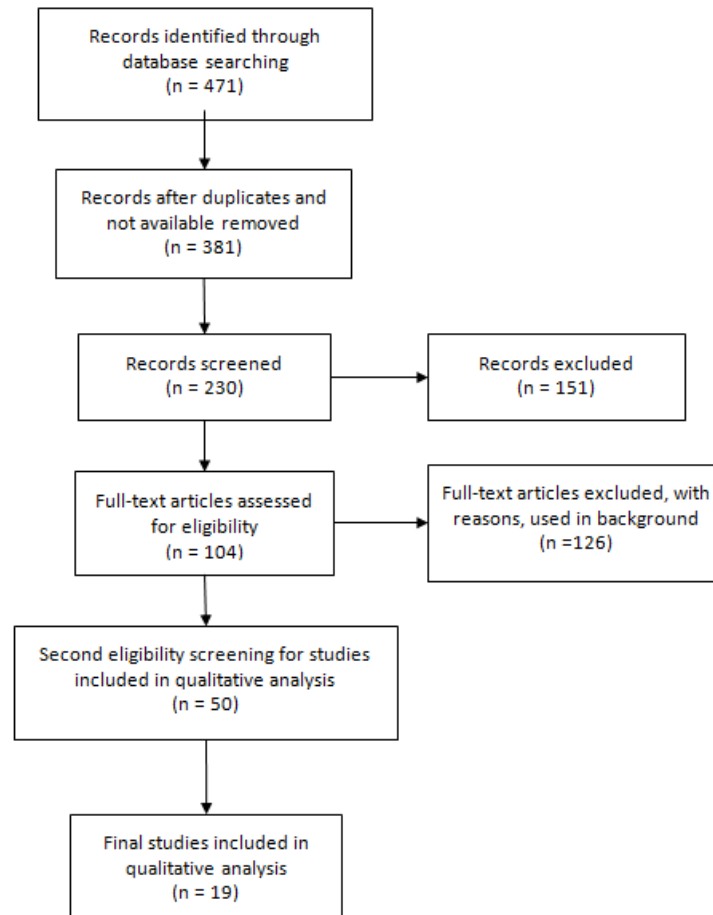 Records identified through
database searching
(n = 471)
Records after duplicates and
not available removed
(n = 381)
Records screened
(n = 230)
Records excluded
(n = 151)
Full-text articles assessed
for eligibility
(n = 104)
Full-text articles excluded, with
reasons, used in background
(n =126)
Second eligibility screening for studies
included in qualitative analysis
(n = 50)
Final studies included in
qualitative analysis
(n = 19)